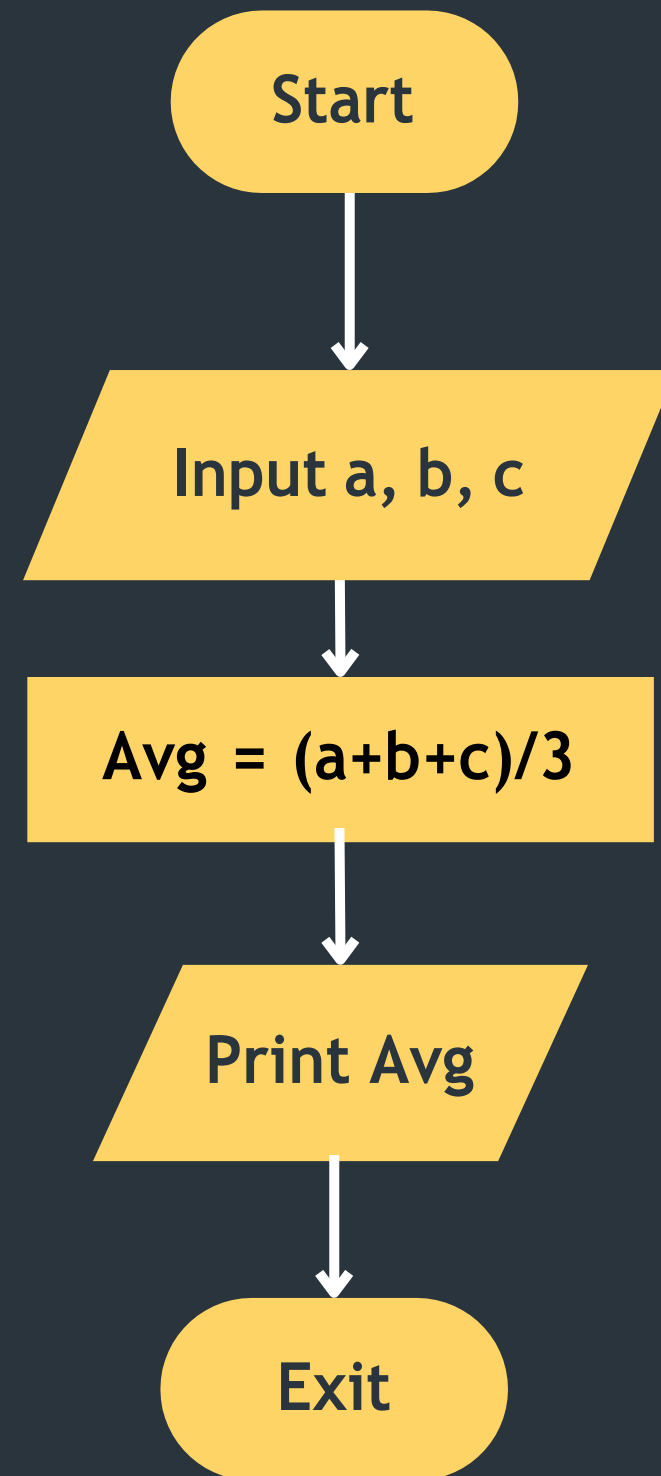 Start
Input a, b, c
Avg = (a+b+c)/3
Print Avg
Exit